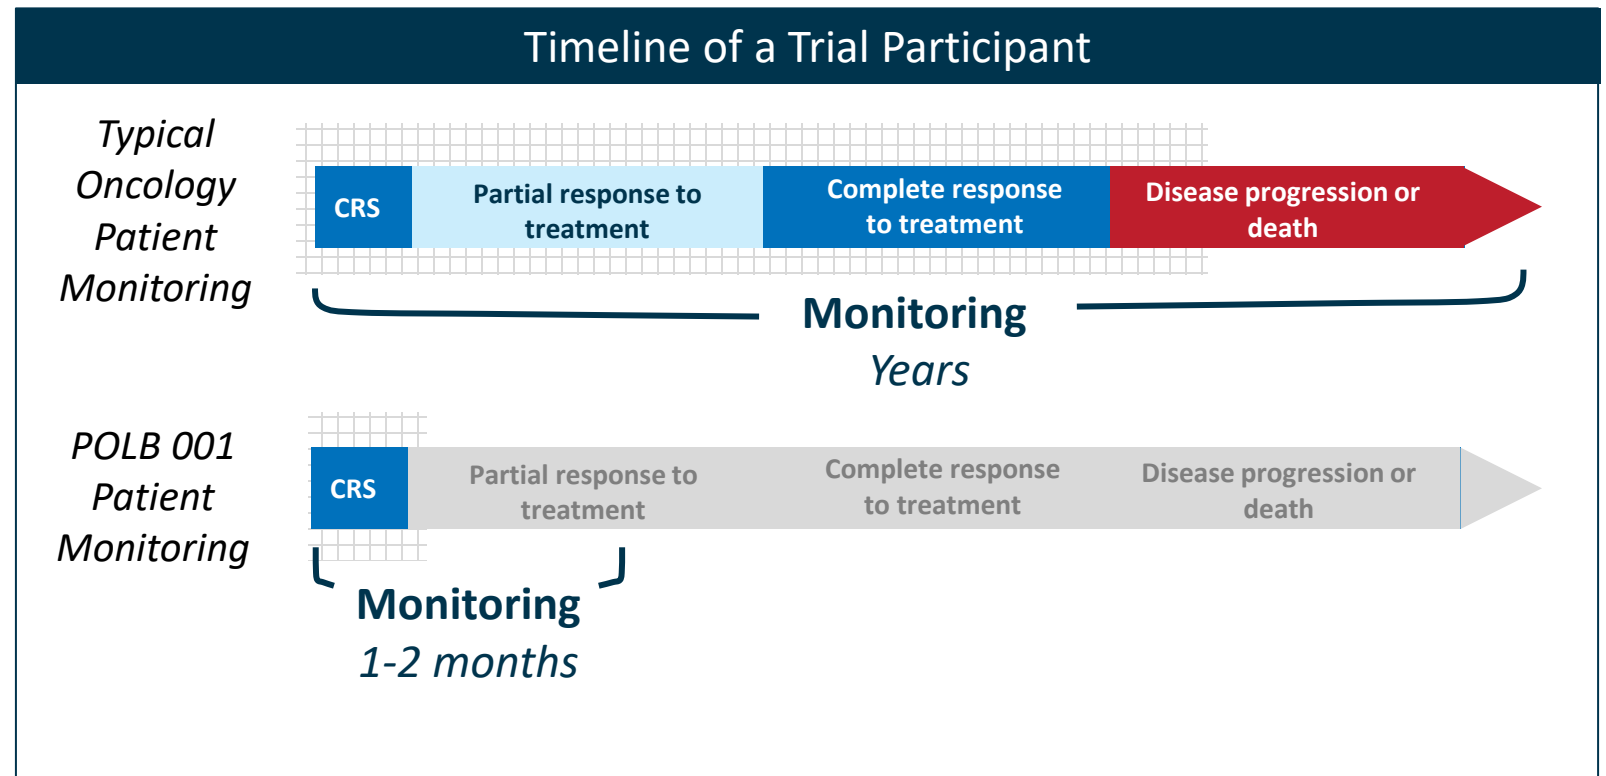 Timeline of a Trial Participant
Typical
Oncology
Patient
Monitoring
CRS
Partial response to
treatment
Complete response
to treatment
Disease progression or
death
Monitoring
Years
POLB 001
Patient
Monitoring
CRS
Partial response to
treatment
Complete response
to treatment
Disease progression or
death
Monitoring
1-2 months